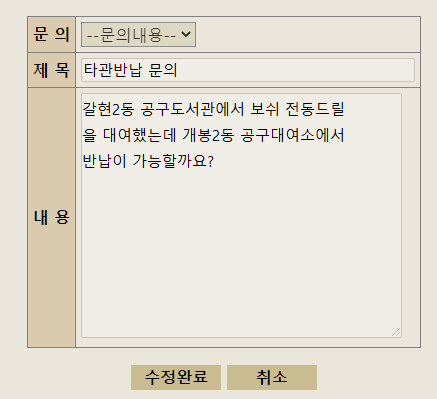 문 의 --문의내용--
제 목 타관반납 문의
내 용
갈현2동 공구도서관에서 보쉬 전동드릴
을 대여했는데 개봉2동 공구대여소에서
반납이 가능할까요?
수정완료 취소